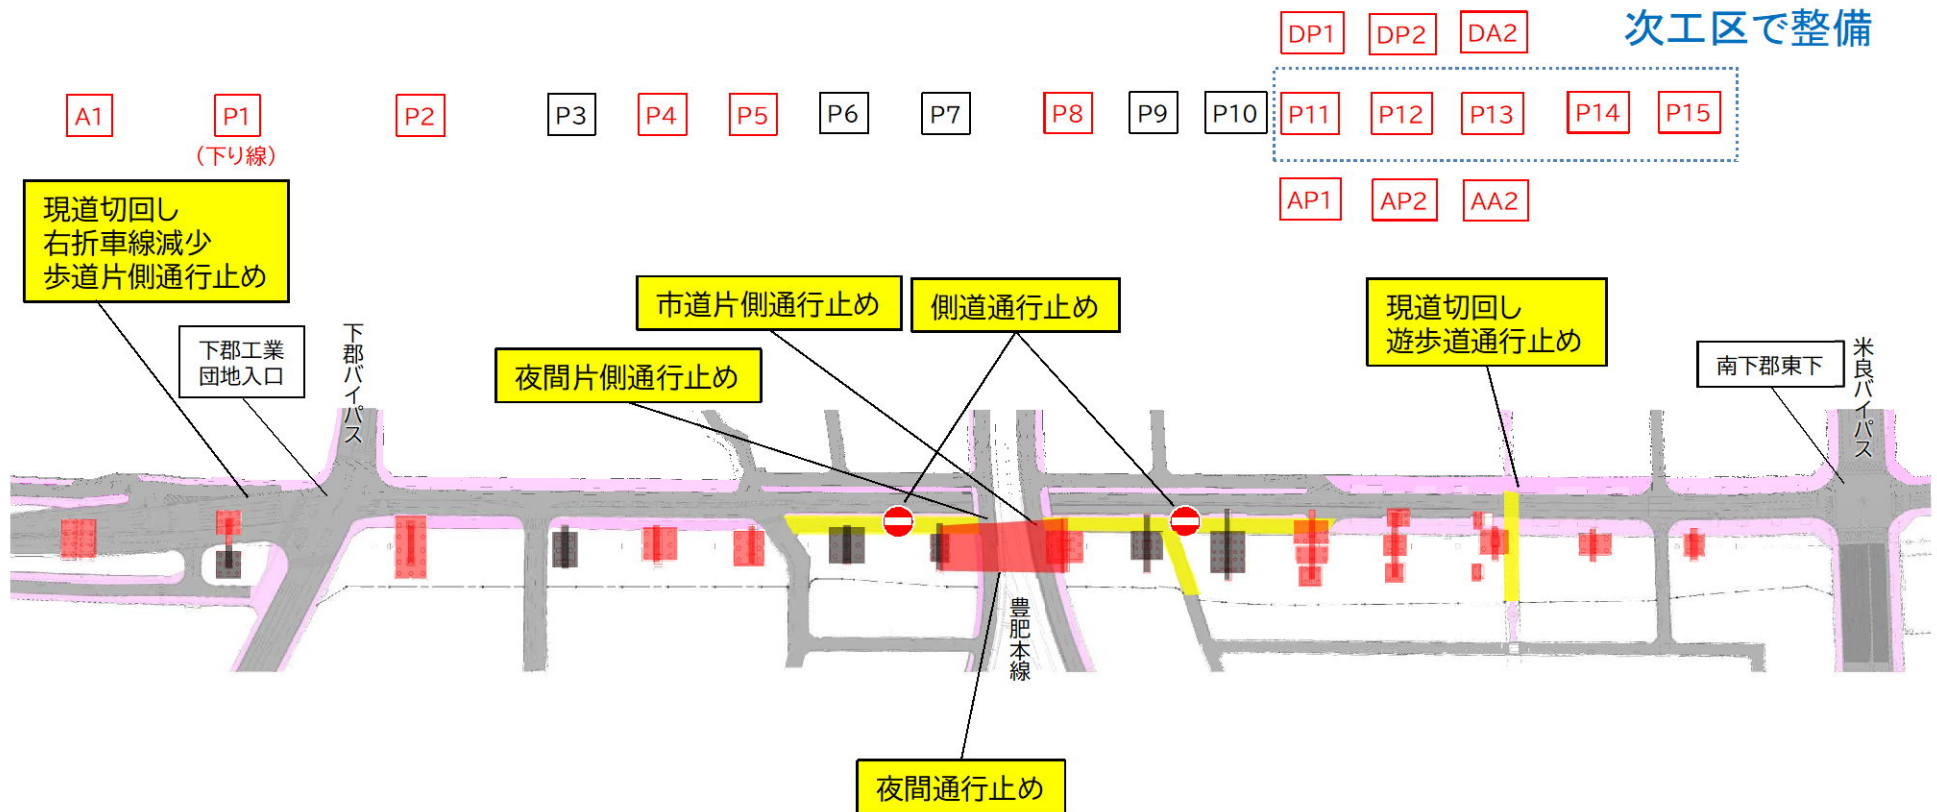 次工区で整備
DP1
DP2
DA2
A1
P1
(下り線)
P2
P3
P4
P5
P6
P7
P8
P9
P10
P11
P12
P13
P14
P15
AP1
AP2
AA2
現道切回し
右折車線減少
歩道片側通行止め
下郡工業
団地入口
下郡バイパス
夜間片側通行止め
市道片側通行止め
側道通行止め
現道切回し
遊歩道通行止め
南下郡東下
米良バイパス
豊肥本線
夜間通行止め